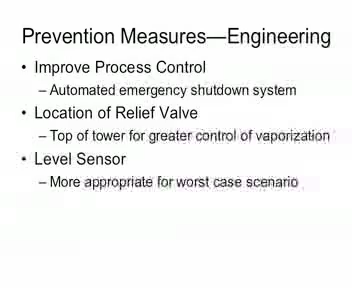 Prevention Measures—Engineering
• Improve Process Control
– Automated emergency shutdown system
• Location of Relief Valve
– Top of tower for greater control of vaporization
• Level Sensor
– More appropriate for worst case scenario